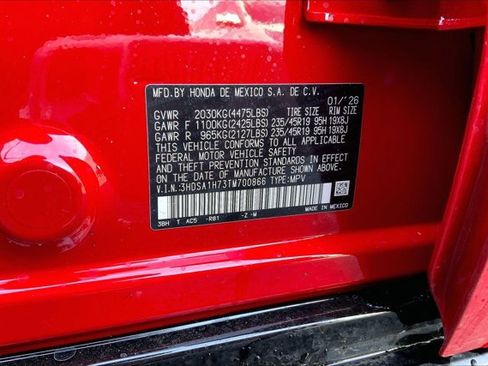 MFD.BY HONDA DE MEXICO S.A. DE C.V.
01/'26
GVWR 2030KG(4475LBS) TIRE SIZE RIM SIZE
GAWR F 1100KG(2425LBS) 235/45R19 95H 19X8J
GAWR R 965KG(2127LBS) 235/45R19 95H 19X8J
THIS VEHICLE CONFORMS TO ALL APPLICABLE
FEDERAL MOTOR VEHICLE SAFETY, BUMPER,
AND THEFT PREVENTION STANDARDS IN EFFECT
ON THE DATE OF MANUFACTURE SHOWN ABOVE.
V.I.N.:3HDSA1H73TM700866 TYPE:MPV
3BH T AC5 -R81 -Z -M
MADE IN MEXICO